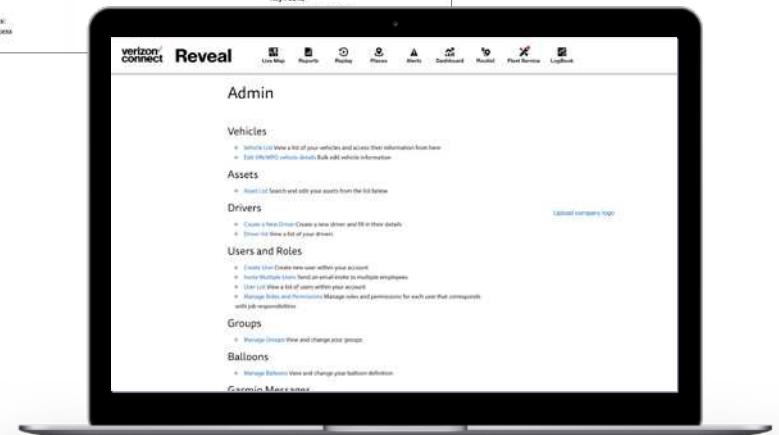 verizon
connect
Reveal
Live Map
Reports
Replay
Places
Alerts
Dashboard
Routist
Fleet Service
LogBook
Admin
Vehicles
Vehicle List View a list of your vehicles and access their information from here
Edit VIN/MPG vehicle details Bulk edit vehicle information
Assets
Asset List Search and edit your assets from the list below
Drivers
Upload company logo
Create a New Driver Create a new driver and fill in their details
Driver list View a list of your drivers
Users and Roles
Create User Create new user within your account
Invite Multiple Users Send an email invite to multiple employees
User List View a list of users within your account
Manage Roles and Permissions Manage roles and permissions for each user that corresponds
with job responsibilities
Groups
Manage Groups View and change your groups
Balloons
Manage Balloons View and change your balloon definition
Garmin Messages